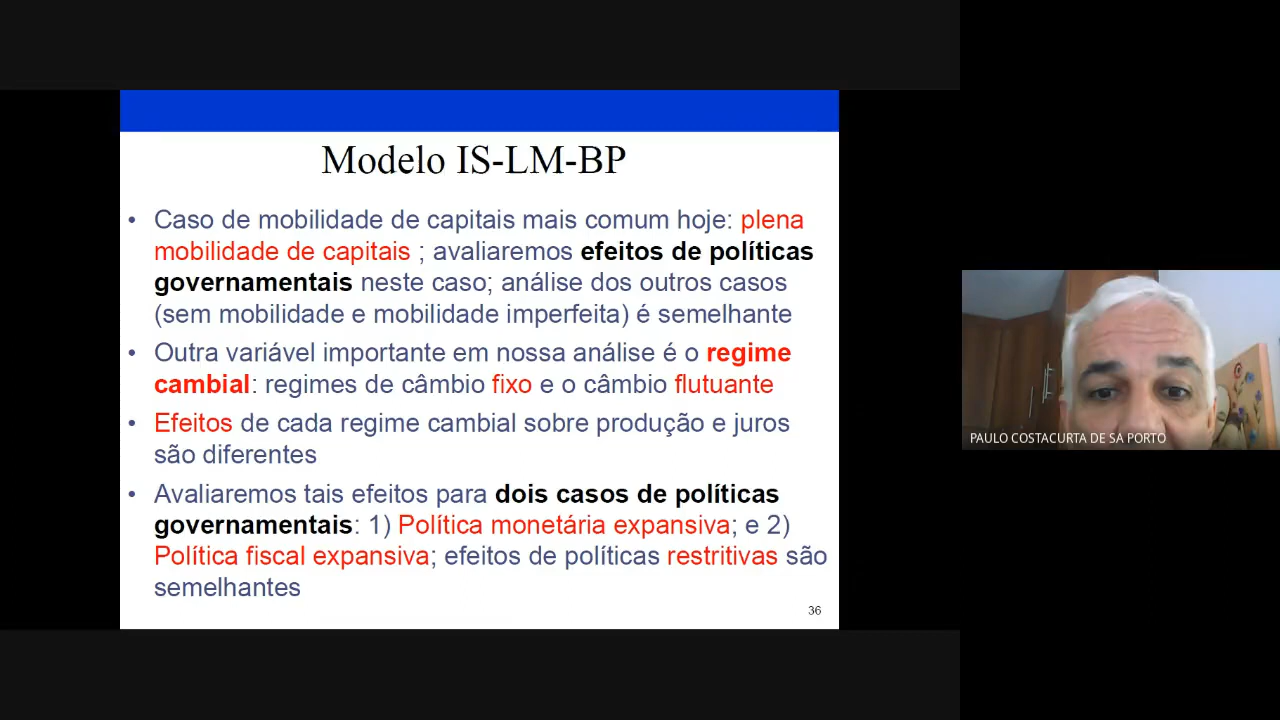 Modelo IS-LM-BP
• Caso de mobilidade de capitais mais comum hoje: plena
mobilidade de capitais ; avaliaremos efeitos de políticas
governamentais neste caso; análise dos outros casos
(sem mobilidade e mobilidade imperfeita) é semelhante
• Outra variável importante em nossa análise é o regime
cambial: regimes de câmbio fixo e o câmbio flutuante
• Efeitos de cada regime cambial sobre produção e juros
são diferentes
• Avaliaremos tais efeitos para dois casos de políticas
governamentais: 1) Política monetária expansiva; e 2)
Política fiscal expansiva; efeitos de políticas restritivas são
semelhantes
36
PAULO COSTACURTA DE SA PORTO